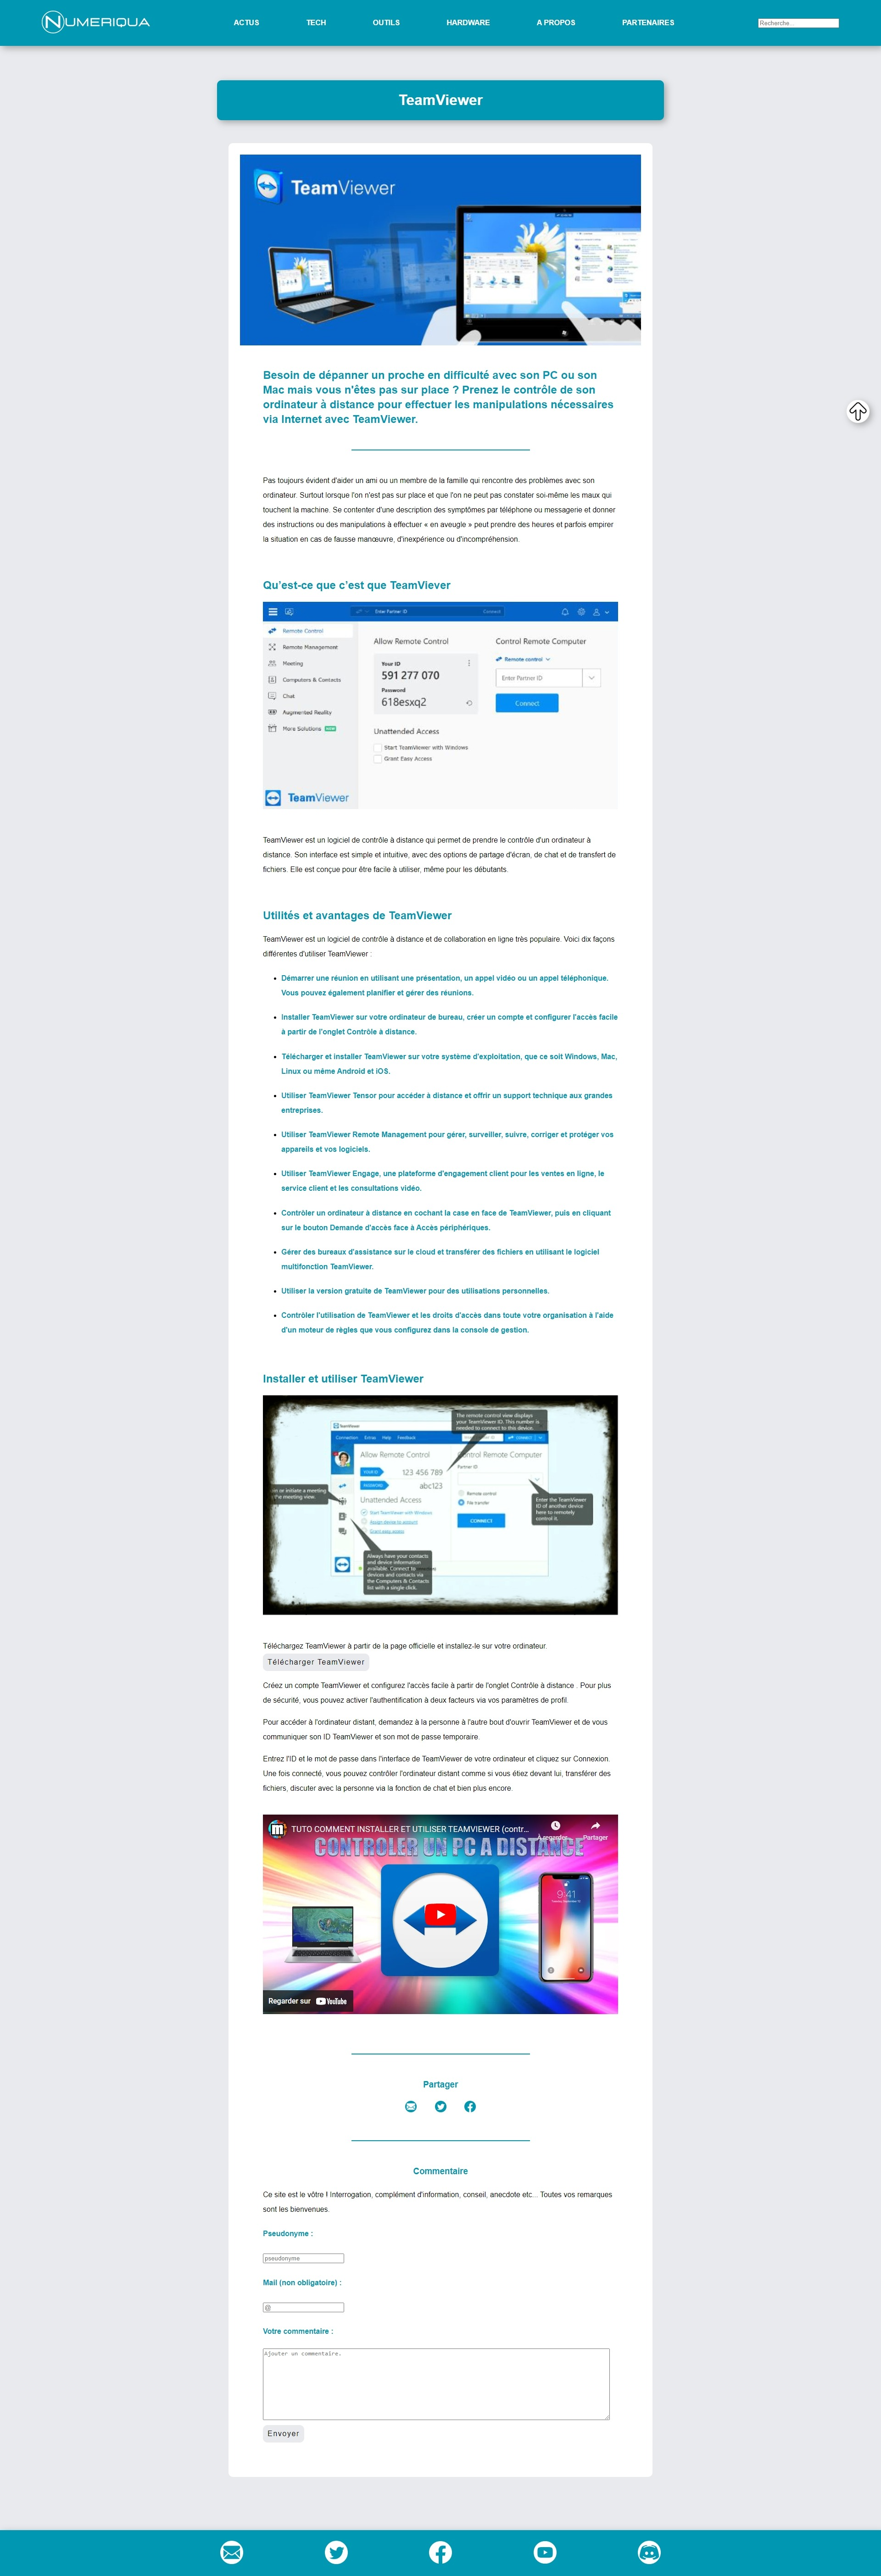 NUMERIQUA
ACTUS
TECH
OUTILS
HARDWARE
A PROPOS
PARTENAIRES
Recherche...
TeamViewer
TeamViewer
Besoin de dépanner un proche en difficulté avec son PC ou son
Mac mais vous n'êtes pas sur place ? Prenez le contrôle de son
ordinateur à distance pour effectuer les manipulations nécessaires
via Internet avec TeamViewer.
Pas toujours évident d'aider un ami ou un membre de la famille qui rencontre des problèmes avec son
ordinateur. Surtout lorsque l'on n'est pas sur place et que l'on ne peut pas constater soi-même les maux qui
touchent la machine. Se contenter d'une description des symptômes par téléphone ou messagerie et donner
des instructions ou des manipulations à effectuer « en aveugle » peut prendre des heures et parfois empirer
la situation en cas de fausse manœuvre, d'inexpérience ou d'incompréhension.
Qu'est-ce que c'est que TeamViever
Enter Partner ID
Connect
Remote Control
Remote Management
Meeting
Computers & Contacts
Chat
Augmented Reality
More Solutions NEW
Allow Remote Control
Your ID
591 277 070
Password
618esxq2
Unattended Access
Start TeamViewer with Windows
Grant Easy Access
Control Remote Computer
Remote control
Enter Partner ID
Connect
TeamViewer
TeamViewer est un logiciel de contrôle à distance qui permet de prendre le contrôle d'un ordinateur à
distance. Son interface est simple et intuitive, avec des options de partage d'écran, de chat et de transfert de
fichiers. Elle est conçue pour être facile à utiliser, même pour les débutants.
Utilités et avantages de TeamViewer
TeamViewer est un logiciel de contrôle à distance et de collaboration en ligne très populaire. Voici dix façons
différentes d'utiliser TeamViewer :
Démarrer une réunion en utilisant une présentation, un appel vidéo ou un appel téléphonique.
Vous pouvez également planifier et gérer des réunions.
Installer TeamViewer sur votre ordinateur de bureau, créer un compte et configurer l'accès facile
à partir de l'onglet Contrôle à distance.
Télécharger et installer TeamViewer sur votre système d'exploitation, que ce soit Windows, Mac,
Linux ou même Android et iOS.
Utiliser TeamViewer Tensor pour accéder à distance et offrir un support technique aux grandes
entreprises.
Utiliser TeamViewer Remote Management pour gérer, surveiller, suivre, corriger et protéger vos
appareils et vos logiciels.
Utiliser TeamViewer Engage, une plateforme d'engagement client pour les ventes en ligne, le
service client et les consultations vidéo.
Contrôler un ordinateur à distance en cochant la case en face de TeamViewer, puis en cliquant
sur le bouton Demande d'accès face à Accès périphériques.
Gérer des bureaux d'assistance sur le cloud et transférer des fichiers en utilisant le logiciel
multifonction TeamViewer.
Utiliser la version gratuite de TeamViewer pour des utilisations personnelles.
Contrôler l'utilisation de TeamViewer et les droits d'accès dans toute votre organisation à l'aide
d'un moteur de règles que vous configurez dans la console de gestion.
Installer et utiliser TeamViewer
The remote control view displays
your TeamViewer ID. This number is
needed to connect to this device.
TeamViewer
Connection Extras Help Feedback
CONNECT
Allow Remote Control
YOUR ID 123 456 789
PASSWORD abc123
Unattended Access
Start TeamViewer with Windows
Assign device to account
Grant easy access
Control Remote Computer
Partner ID
Remote control
File transfer
CONNECT
or initiate a meeting
the meeting view.
Enter the TeamViewer
ID of another device
here to remotely
control it.
Always have your contacts
and device information
available. Connect to
devices and contacts via
the Computers & Contacts
list with a single click.
Téléchargez TeamViewer à partir de la page officielle et installez-le sur votre ordinateur.
Télécharger TeamViewer
Créez un compte TeamViewer et configurez l'accès facile à partir de l'onglet Contrôle à distance . Pour plus
de sécurité, vous pouvez activer l'authentification à deux facteurs via vos paramètres de profil.
Pour accéder à l'ordinateur distant, demandez à la personne à l'autre bout d'ouvrir TeamViewer et de vous
communiquer son ID TeamViewer et son mot de passe temporaire.
Entrez l'ID et le mot de passe dans l'interface de TeamViewer de votre ordinateur et cliquez sur Connexion.
Une fois connecté, vous pouvez contrôler l'ordinateur distant comme si vous étiez devant lui, transférer des
fichiers, discuter avec la personne via la fonction de chat et bien plus encore.
TUTO COMMENT INSTALLER ET UTILISER TEAMVIEWER (contr...
À regarder...
Partager
CONTROLER UN PC A DISTANCE
9:41
Regarder sur YouTube
Partager
Commentaire
Ce site est le vôtre ! Interrogation, complément d'information, conseil, anecdote etc... Toutes vos remarques
sont les bienvenues.
Pseudonyme :
pseudonyme
Mail (non obligatoire) :
@
Votre commentaire :
Ajouter un commentaire.
Envoyer